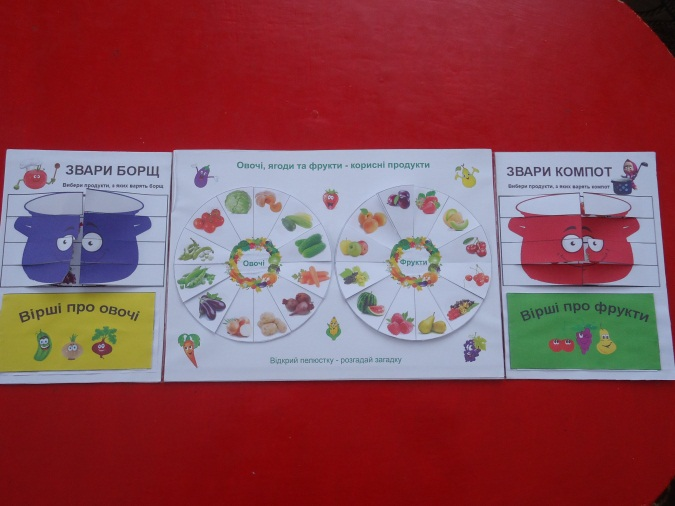 ЗВАРИ БОРЩ
Вибери продукти, з яких варять борщ
Вірші про овочі
Овочі, ягоди та фрукти - корисні продукти
Овочі
Фрукти
Відкрий пелюстку - розгадай загадку
ЗВАРИ КОМПОТ
Вибери продукти, з яких варять компот
Вірші про фрукти